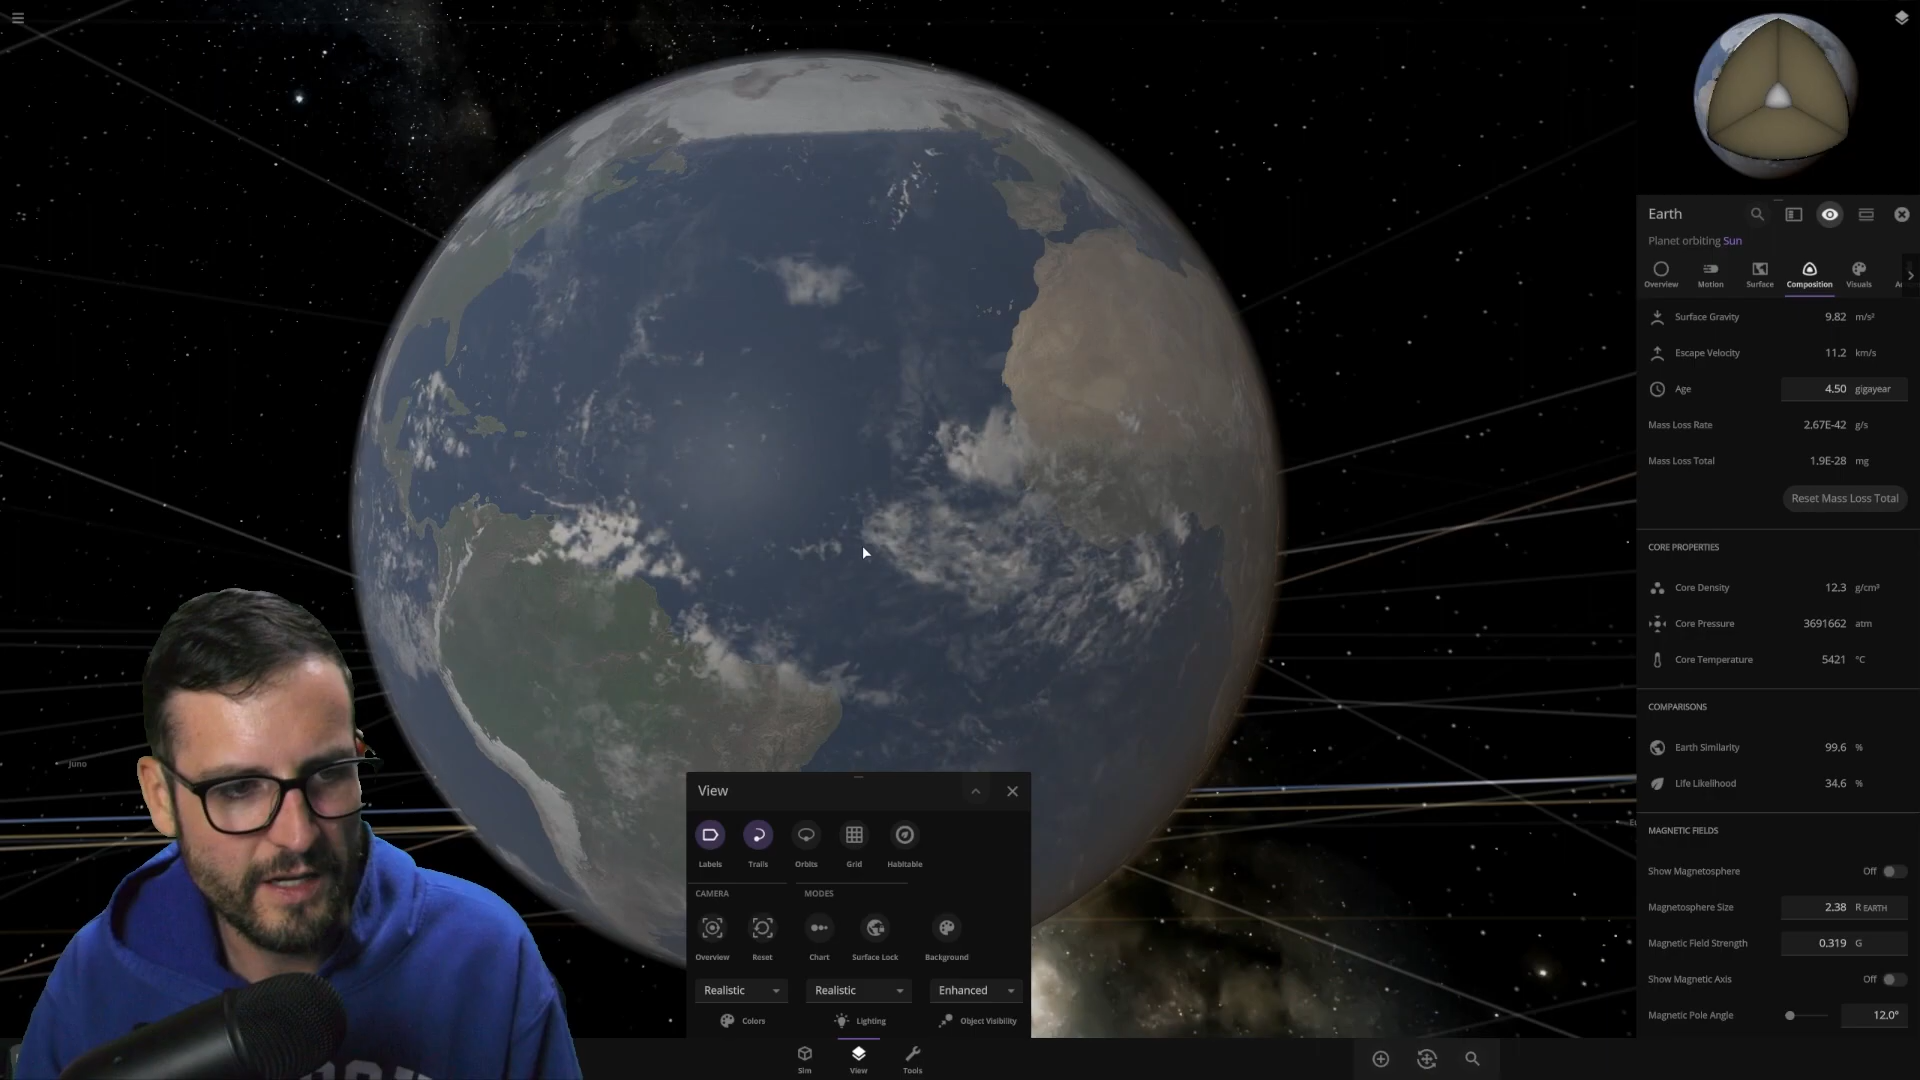 Earth
Planet orbiting Sun
Overview
Motion
Surface
Composition
Visuals
Surface Gravity 9.82 m/s²
Escape Velocity 11.2 km/s
Age 4.50 gigayear
Mass Loss Rate 2.67E-42 g/s
Mass Loss Total 1.9E-28 mg
Reset Mass Loss Total
CORE PROPERTIES
Core Density 12.3 g/cm³
Core Pressure 3691662 atm
Core Temperature 5421 °C
COMPARISONS
Earth Similarity 99.6 %
Life Likelihood 34.6 %
MAGNETIC FIELDS
Show Magnetosphere Off
Magnetosphere Size 2.38 R EARTH
Magnetic Field Strength 0.319 G
Show Magnetic Axis Off
Magnetic Pole Angle 12.0°
Juno
View
Labels
Trails
Orbits
Grid
Habitable
CAMERA
MODES
Overview
Reset
Chart
Surface Lock
Background
Realistic
Realistic
Enhanced
Colors
Lighting
Object Visibility
Sim
View
Tools